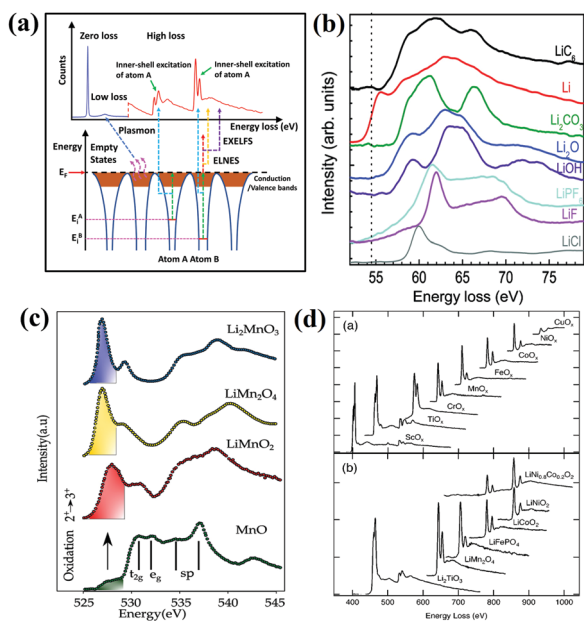 (a)
Zero loss
High loss
Inner-shell excitation
of atom A
Inner-shell excitation
of atom A
Counts
Low loss
Energy loss (eV)
Plasmon
EXELFS
Energy
Empty
States
ELNES
E_F
Conduction
/Valence bands
E_i^A
E_i^B
Atom A Atom B
(b)
Intensity (arb. units)
LiC6
Li
Li2CO3
Li2O
LiOH
LiPF6
LiF
LiCl
55 60 65 70 75
Energy loss (eV)
(c)
Intensity(a.u)
Li2MnO3
LiMn2O4
LiMnO2
MnO
Oxidation 2+→3+
t2g
eg
sp
525 530 535 540 545
Energy(eV)
(d)
(a)
CuOx
NiOx
CoOx
FeOx
MnOx
CrOx
TiOx
ScOx
(b)
LiNi0.8Co0.2O2
LiNiO2
LiCoO2
LiFePO4
LiMn2O4
Li2TiO3
400 500 600 700 800 900 1000
Energy Loss (eV)